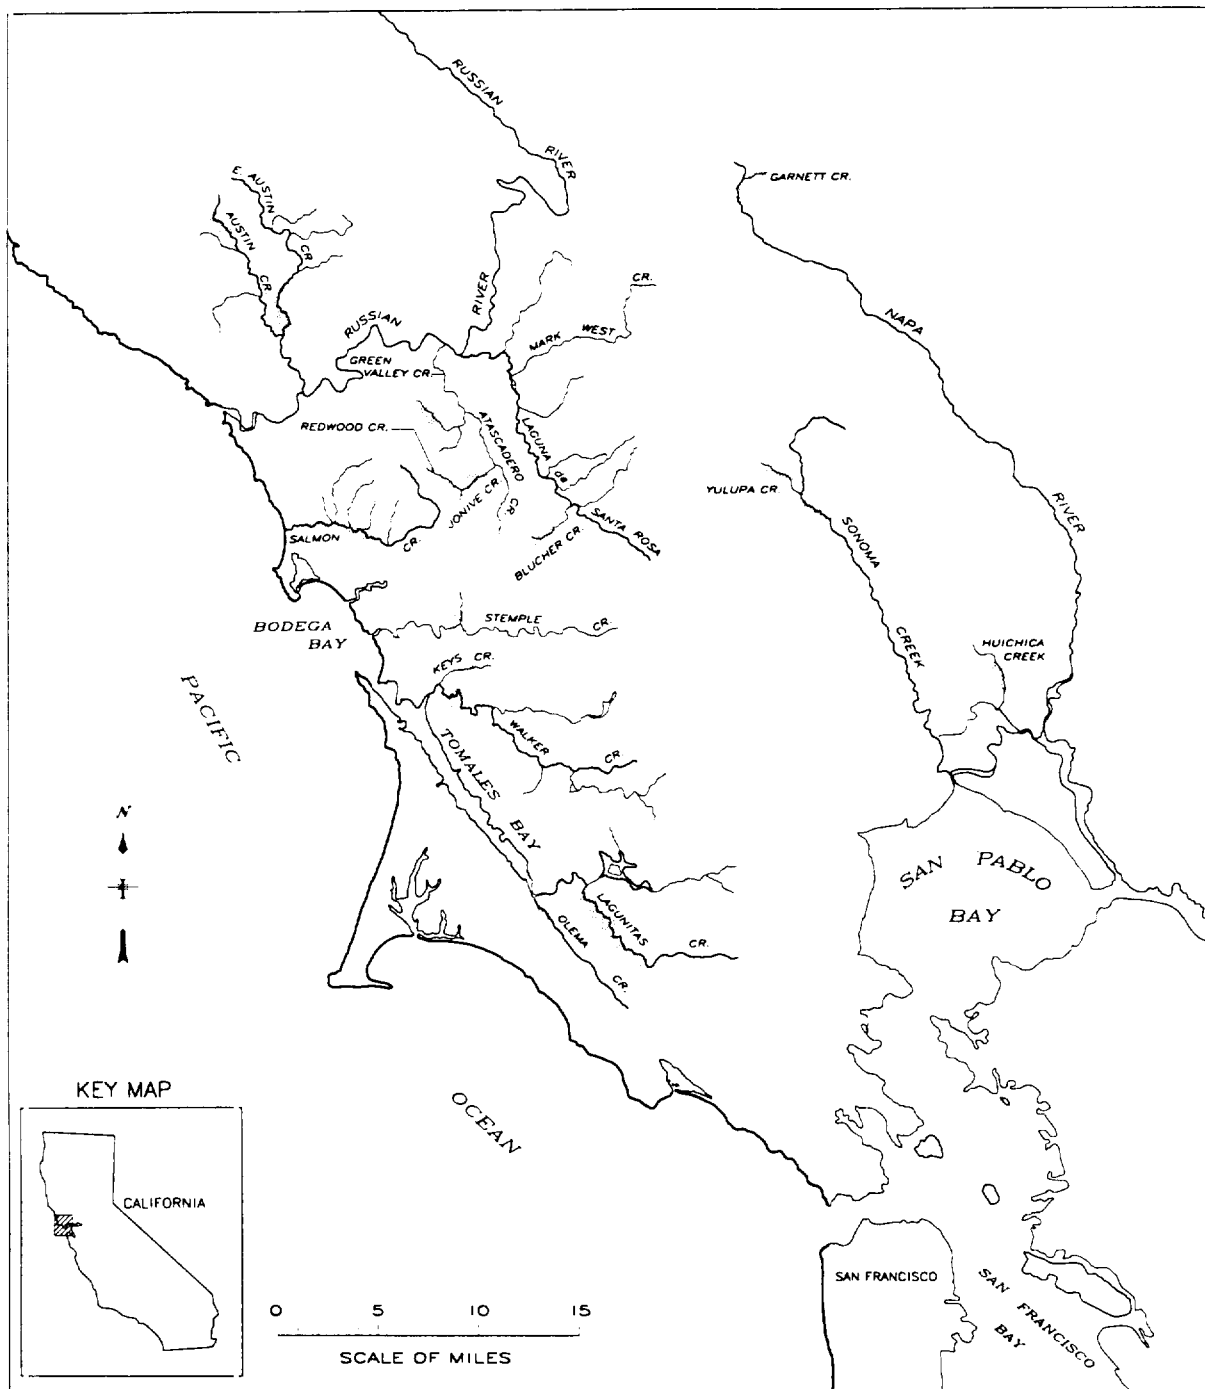 RUSSIAN
RIVER
E. AUSTIN
CR.
GARNETT CR.
AUSTIN
CR.
CR.
RUSSIAN
RIVER
MARK WEST
NAPA
RIVER
GREEN
VALLEY CR.
REDWOOD CR.
ATASCADERO
CR.
LAGUNA
de
SANTA ROSA
JONIVE CR.
YULUPA CR.
SONOMA
CREEK
SALMON
CR.
BLUCHER CR.
BODEGA
BAY
STEMPLE
CR.
HUICHICA
CREEK
KEYS CR.
PACIFIC
WALKER
CR.
TOMALES
BAY
N
SAN PABLO
BAY
LAGUNITAS
CR.
OLEMA
CR.
KEY MAP
OCEAN
CALIFORNIA
SAN FRANCISCO
SAN FRANCISCO
BAY
0 5 10 15
SCALE OF MILES